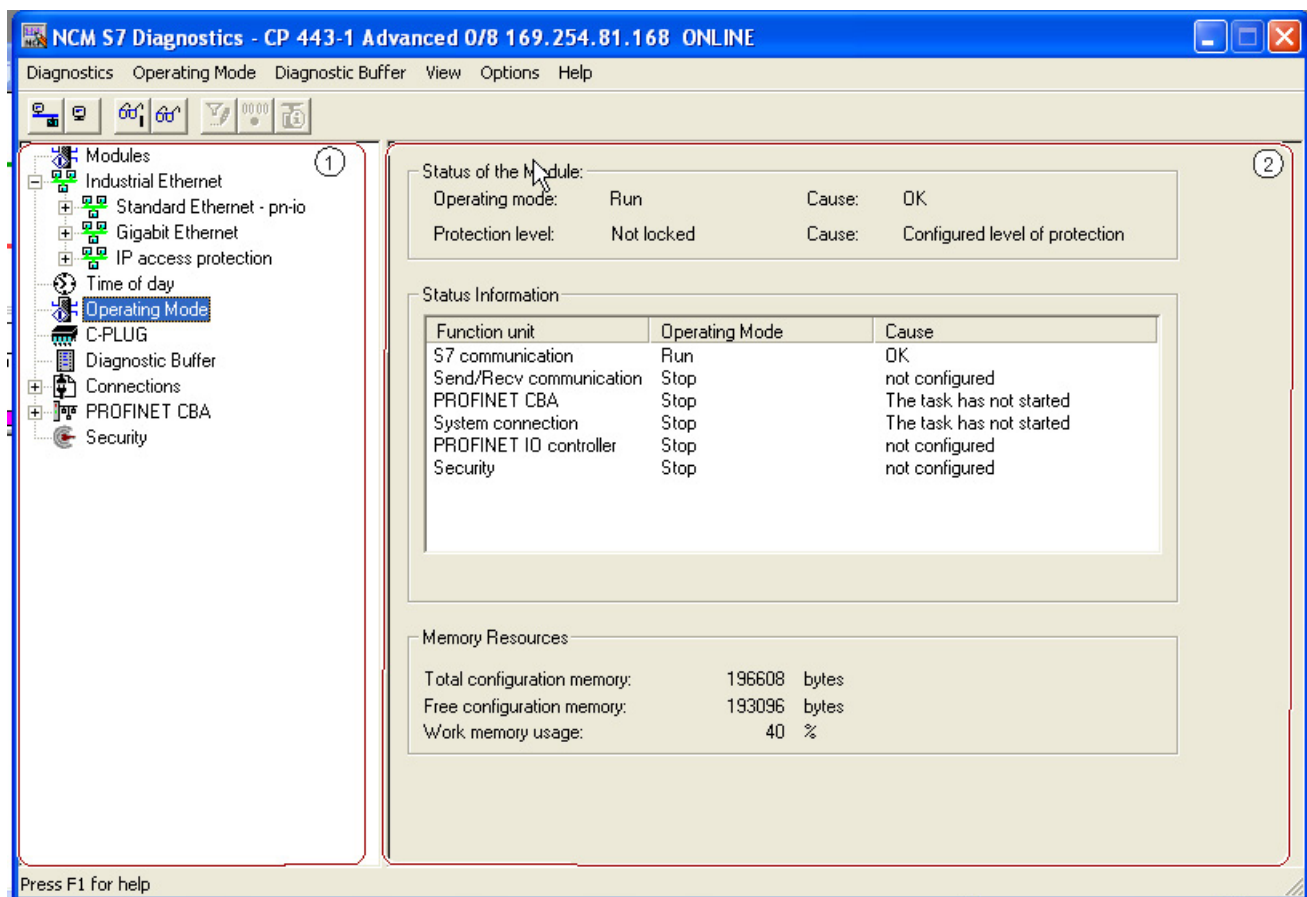 NCM S7 Diagnostics - CP 443-1 Advanced 0/8 169.254.81.168 ONLINE
Diagnostics Operating Mode Diagnostic Buffer View Options Help
Modules
1
Industrial Ethernet
Standard Ethernet - pn-io
Gigabit Ethernet
IP access protection
Time of day
Operating Mode
C-PLUG
Diagnostic Buffer
Connections
PROFINET CBA
Security
2
Status of the Module:
Operating mode: Run Cause: OK
Protection level: Not locked Cause: Configured level of protection
Status Information
Function unit Operating Mode Cause
S7 communication Run OK
Send/Recv communication Stop not configured
PROFINET CBA Stop The task has not started
System connection Stop The task has not started
PROFINET IO controller Stop not configured
Security Stop not configured
Memory Resources
Total configuration memory: 196608 bytes
Free configuration memory: 193096 bytes
Work memory usage: 40 %
Press F1 for help